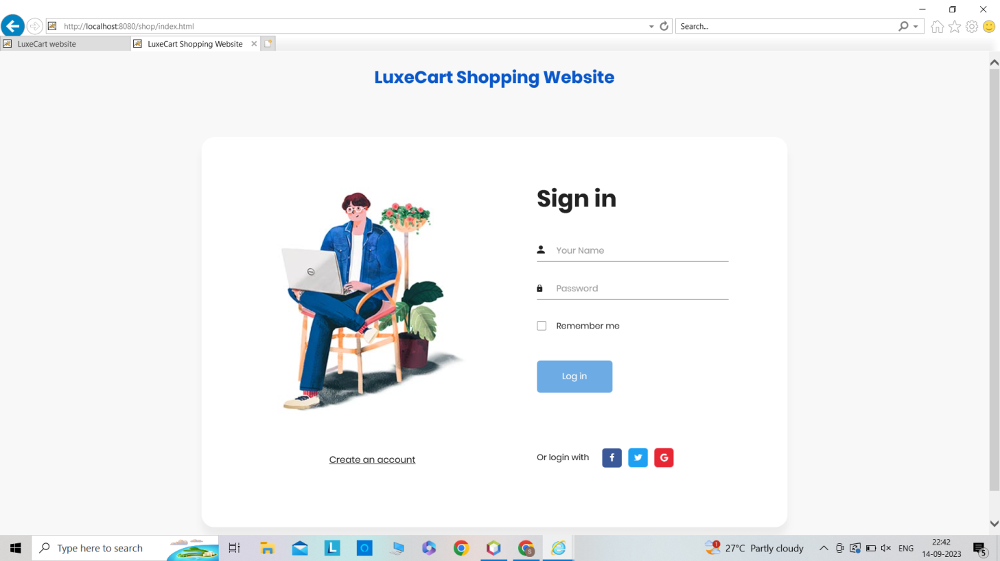 http://localhost:8080/shop/index.html
Search...
LuxeCart website
LuxeCart Shopping Website
LuxeCart Shopping Website
Sign in
Your Name
Password
Remember me
Log in
Create an account
Or login with
Type here to search
27°C Partly cloudy
ENG
22:42
14-09-2023
5